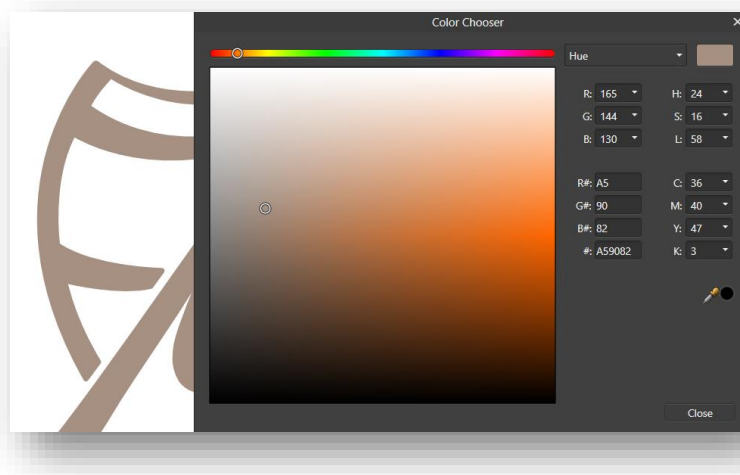 Color Chooser ×
Hue
R: 165 H: 24
G: 144 S: 16
B: 130 L: 58
R#: A5 C: 36
G#: 90 M: 40
B#: 82 Y: 47
#: A59082 K: 3
Close